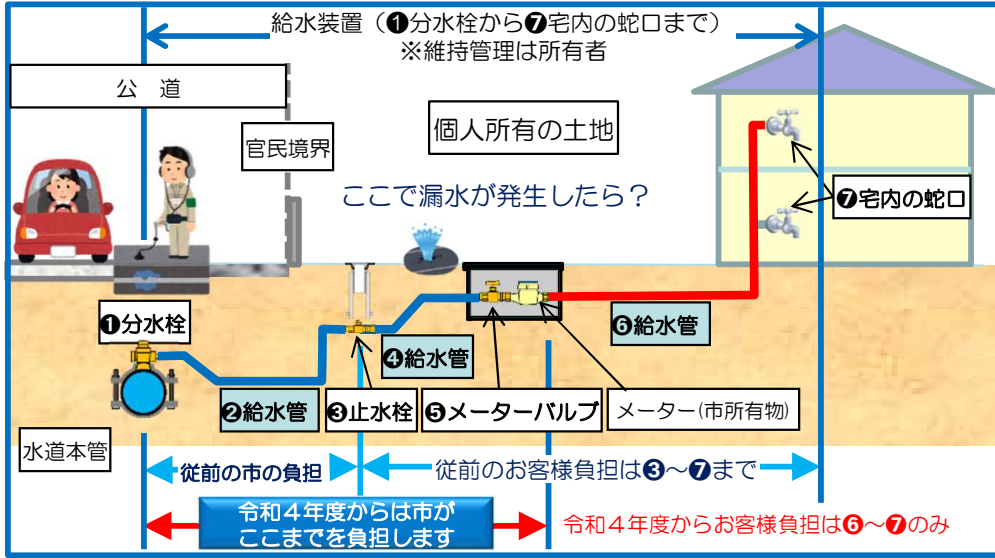 給水装置（❶分水栓から❼宅内の蛇口まで）
※維持管理は所有者
公　道
官民境界
個人所有の土地
ここで漏水が発生したら？
❼宅内の蛇口
❶分水栓
❷給水管
❸止水栓
❹給水管
❺メーターバルブ
メーター(市所有物)
❻給水管
水道本管
従前の市の負担
従前のお客様負担は❸～❼まで
令和４年度からは市が
ここまでを負担します
令和４年度からお客様負担は❻～❼のみ